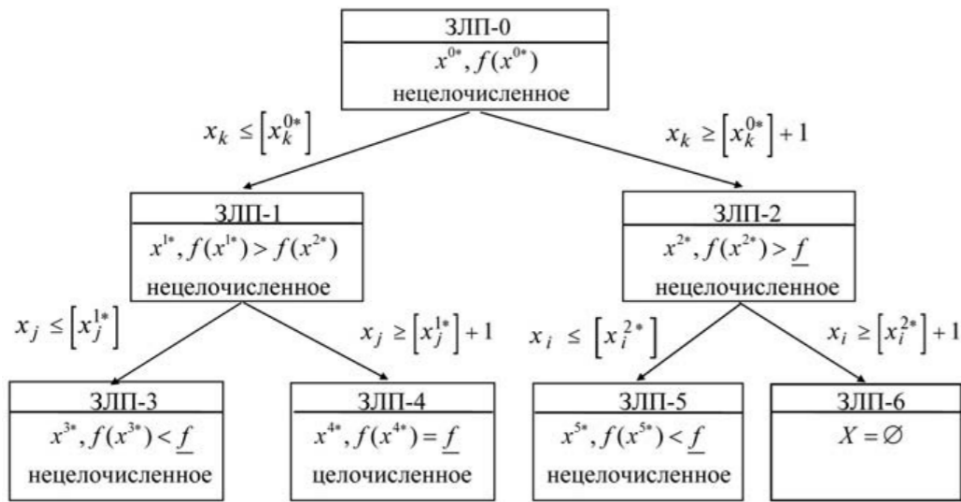 ЗЛП-0
x^{0*}, f(x^{0*})
нецелочисленное
x_k ≤ [x_k^{0*}]
x_k ≥ [x_k^{0*}] + 1
ЗЛП-1
x^{1*}, f(x^{1*}) > f(x^{2*})
нецелочисленное
ЗЛП-2
x^{2*}, f(x^{2*}) > f
нецелочисленное
x_j ≤ [x_j^{1*}]
x_j ≥ [x_j^{1*}] + 1
x_i ≤ [x_i^{2*}]
x_i ≥ [x_i^{2*}] + 1
ЗЛП-3
x^{3*}, f(x^{3*}) < f
нецелочисленное
ЗЛП-4
x^{4*}, f(x^{4*}) = f
целочисленное
ЗЛП-5
x^{5*}, f(x^{5*}) < f
нецелочисленное
ЗЛП-6
X = ∅